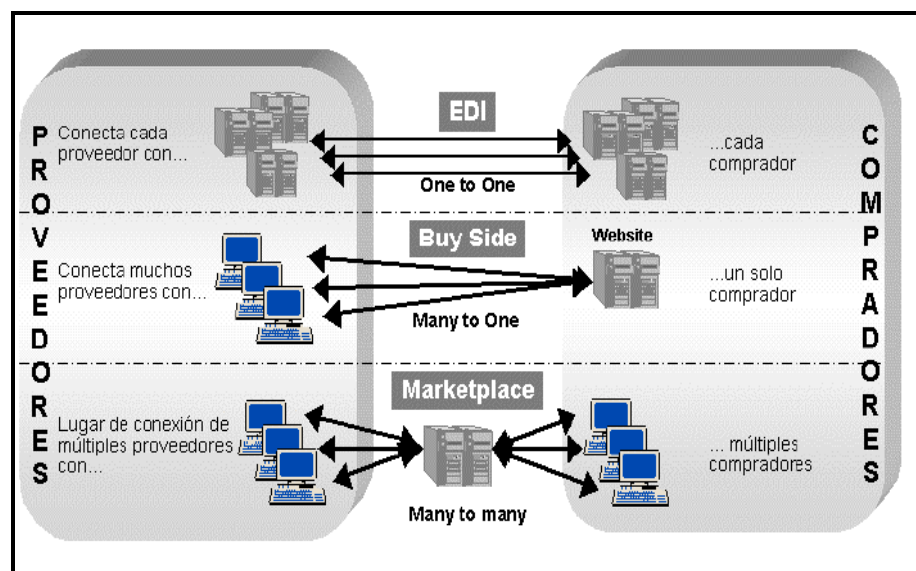 PROVEEDORES
COMPRADORES
EDI
Conecta cada
proveedor con...
...cada
comprador
One to One
Buy Side
Website
Conecta muchos
proveedores con...
...un solo
comprador
Many to One
Marketplace
Lugar de conexión de
múltiples proveedores
con...
... múltiples
compradores
Many to many